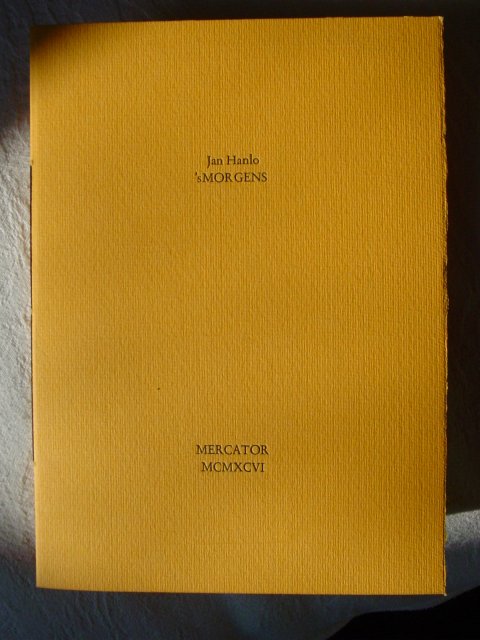 Jan Hanlo
'sMORGENS
MERCATOR
MCMXCVI